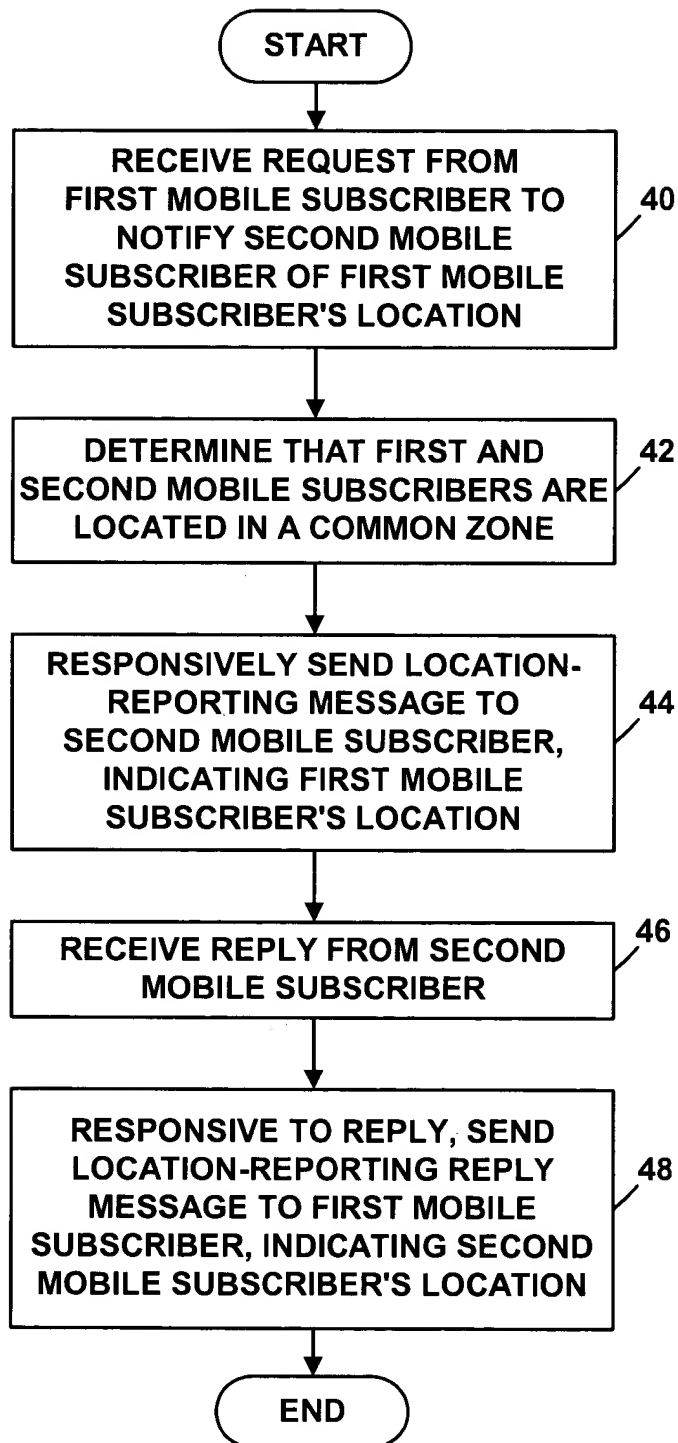 START
RECEIVE REQUEST FROM
FIRST MOBILE SUBSCRIBER TO
NOTIFY SECOND MOBILE
SUBSCRIBER OF FIRST MOBILE
SUBSCRIBER'S LOCATION
40
DETERMINE THAT FIRST AND
SECOND MOBILE SUBSCRIBERS ARE
LOCATED IN A COMMON ZONE
42
RESPONSIVELY SEND LOCATION-
REPORTING MESSAGE TO
SECOND MOBILE SUBSCRIBER,
INDICATING FIRST MOBILE
SUBSCRIBER'S LOCATION
44
RECEIVE REPLY FROM SECOND
MOBILE SUBSCRIBER
46
RESPONSIVE TO REPLY, SEND
LOCATION-REPORTING REPLY
MESSAGE TO FIRST MOBILE
SUBSCRIBER, INDICATING SECOND
MOBILE SUBSCRIBER'S LOCATION
48
END